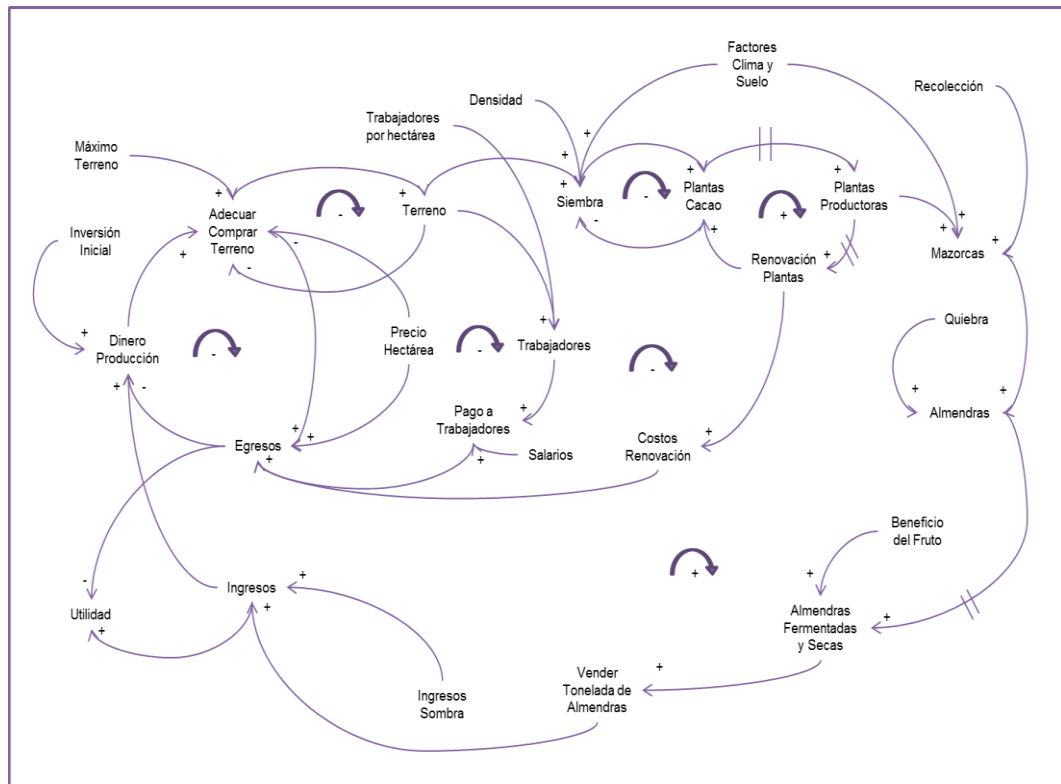 Factores
Clima y
Suelo
Recolección
Densidad
Trabajadores
por hectárea
Máximo
Terreno
+
+
+
+
+
+
+
Siembra
-
-
Plantas
Cacao
+
+
+
Plantas
Productoras
+
Adecuar
Comprar
Terreno
-
+
-
-
Terreno
Inversión
Inicial
+
Renovación
Plantas
+
+
+
Mazorcas
+
+
Dinero
Producción
-
Precio
Hectárea
-
+
Trabajadores
-
Quiebra
+
-
+
Almendras
+
Pago a
Trabajadores
+
Egresos
+
+
+
Salarios
+
Costos
Renovación
+
Beneficio
del Fruto
+
+
-
Utilidad
+
Ingresos
+
+
Almendras
Fermentadas
y Secas
+
Vender
Tonelada de
Almendras
+
Ingresos
Sombra